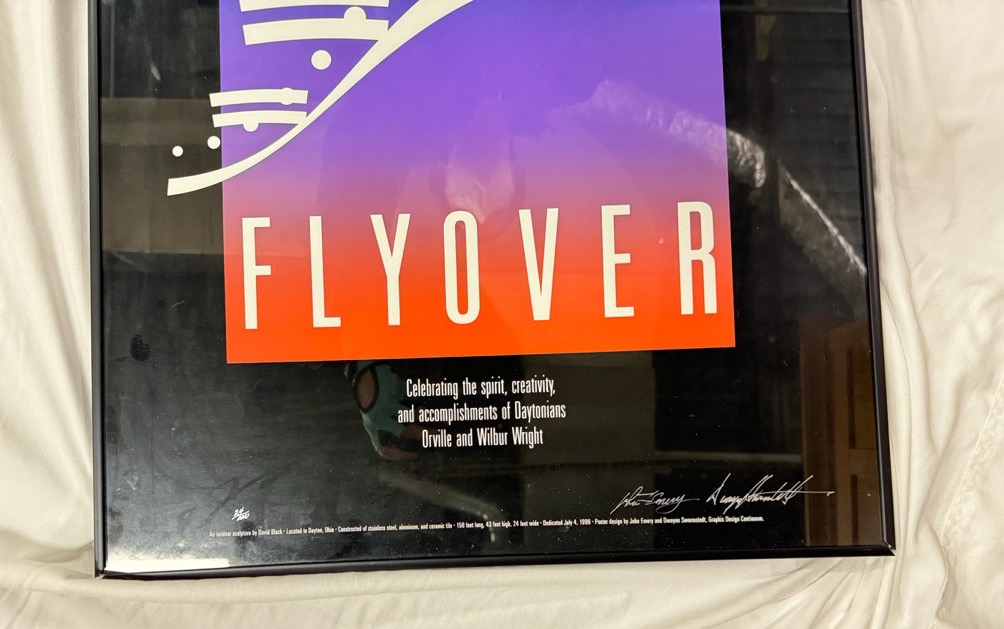 FLYOVER
Celebrating the spirit, creativity,
and accomplishments of Daytonians
Orville and Wilbur Wright
An outdoor sculpture by David Black • Located in Dayton, Ohio • Constructed of stainless steel, aluminum, and ceramic tile • 150 feet long, 43 feet high, 24 feet wide • Dedicated July 4, 1996 • Poster design by John Emery and Dwayne Swormstedt, Graphic Design Continuum.